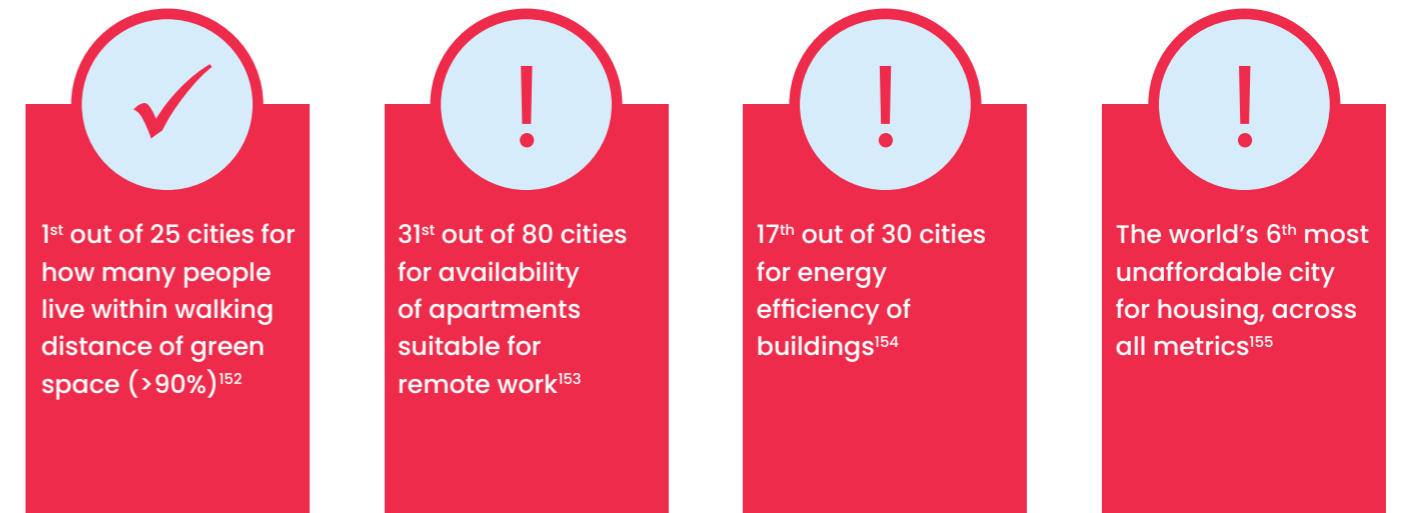 1st out of 25 cities for
how many people
live within walking
distance of green
space (>90%)152
31st out of 80 cities
for availability
of apartments
suitable for
remote work153
17th out of 30 cities
for energy
efficiency of
buildings154
The world’s 6th most
unaffordable city
for housing, across
all metrics155